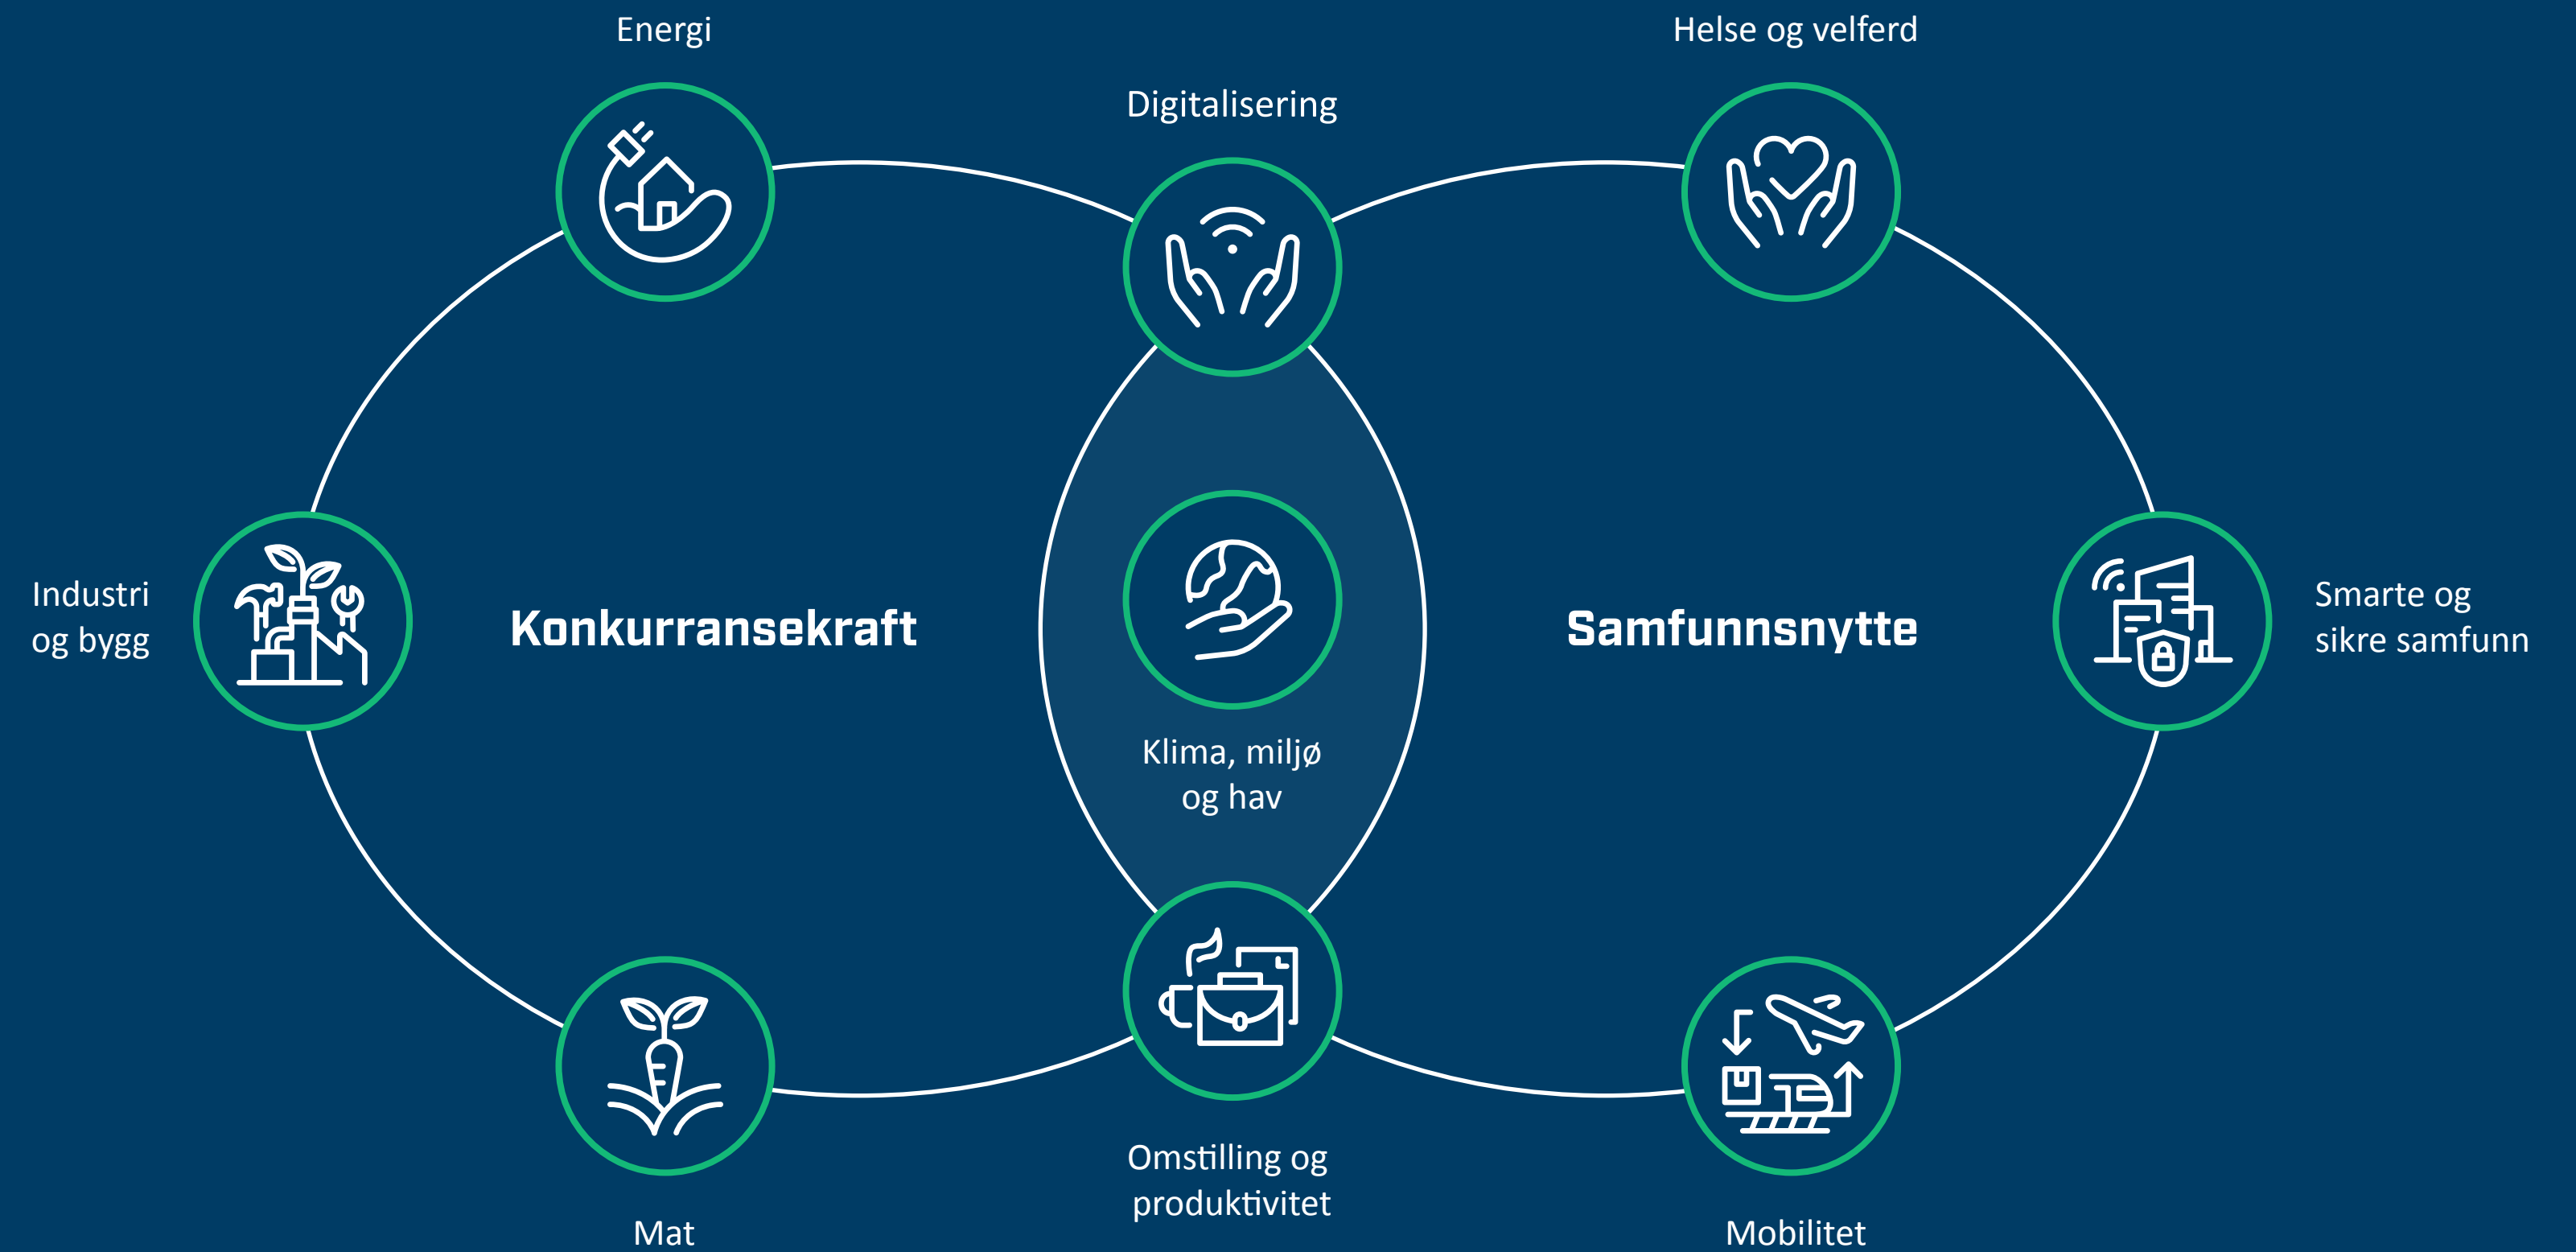 Energi
Helse og velferd
Digitalisering
Industri
og bygg
Konkurransekraft
Samfunnsnytte
Smarte og
sikre samfunn
Klima, miljø
og hav
Omstilling og
produktivitet
Mat
Mobilitet